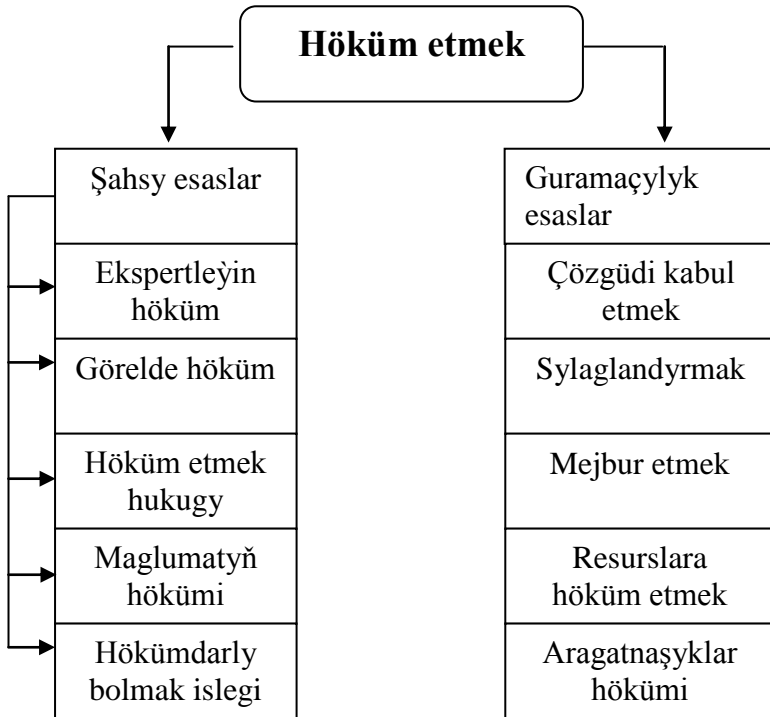 Höküm etmek
Şahsy esaslar
Ekspertleỳin
höküm
Görelde höküm
Höküm etmek
hukugy
Maglumatyň
hökümi
Hökümdarly
bolmak islegi
Guramaçylyk
esaslar
Çözgüdi kabul
etmek
Sylaglandyrmak
Mejbur etmek
Resurslara
höküm etmek
Aragatnaşyklar
hökümi